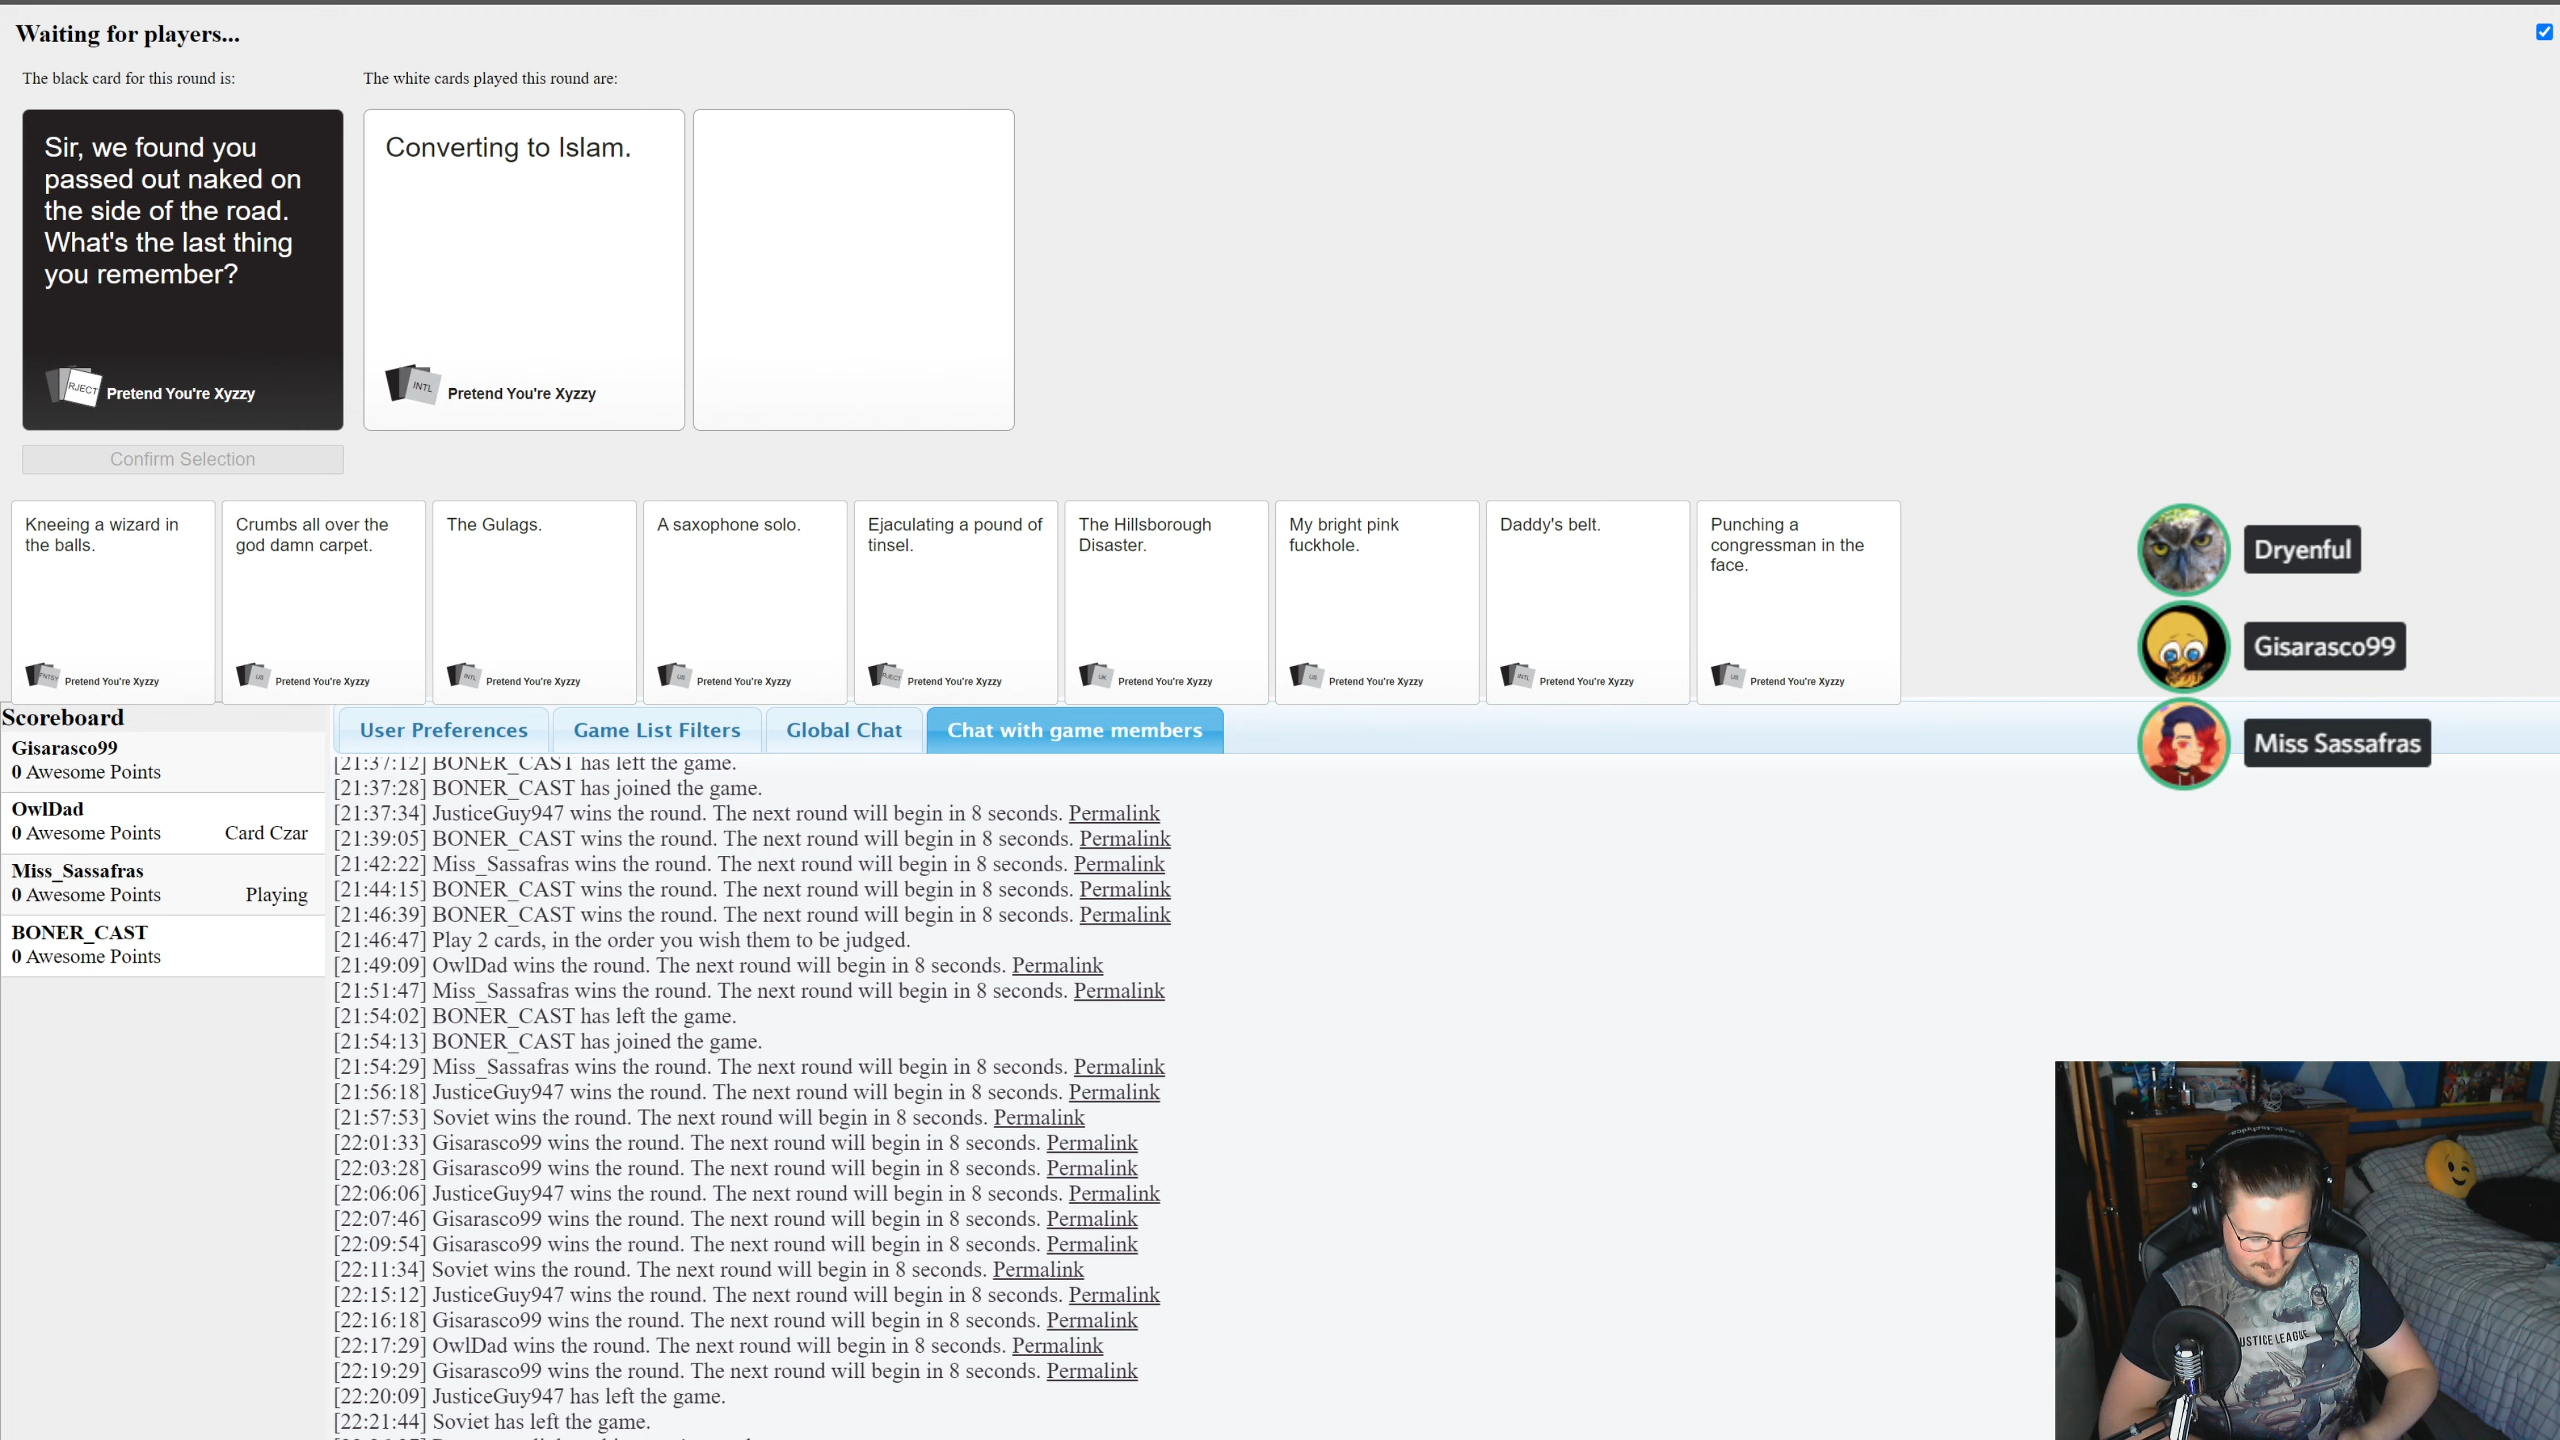 Waiting for players...
The black card for this round is:
The white cards played this round are:
Sir, we found you
passed out naked on
the side of the road.
What's the last thing
you remember?
RJECT Pretend You're Xyzzy
Converting to Islam.
INTL Pretend You're Xyzzy
Confirm Selection
Kneeing a wizard in
the balls.
FNTSY Pretend You're Xyzzy
Crumbs all over the
god damn carpet.
US Pretend You're Xyzzy
The Gulags.
INTL Pretend You're Xyzzy
A saxophone solo.
US Pretend You're Xyzzy
Ejaculating a pound of
tinsel.
RJECT Pretend You're Xyzzy
The Hillsborough
Disaster.
UK Pretend You're Xyzzy
My bright pink
fuckhole.
US Pretend You're Xyzzy
Daddy's belt.
INTL Pretend You're Xyzzy
Punching a
congressman in the
face.
US Pretend You're Xyzzy
Dryenful
Gisarasco99
Miss Sassafras
Scoreboard
Gisarasco99
0 Awesome Points
OwlDad
0 Awesome Points Card Czar
Miss_Sassafras
0 Awesome Points Playing
BONER_CAST
0 Awesome Points
User Preferences
Game List Filters
Global Chat
Chat with game members
[21:37:12] BONER_CAST has left the game.
[21:37:28] BONER_CAST has joined the game.
[21:37:34] JusticeGuy947 wins the round. The next round will begin in 8 seconds. Permalink
[21:39:05] BONER_CAST wins the round. The next round will begin in 8 seconds. Permalink
[21:42:22] Miss_Sassafras wins the round. The next round will begin in 8 seconds. Permalink
[21:44:15] BONER_CAST wins the round. The next round will begin in 8 seconds. Permalink
[21:46:39] BONER_CAST wins the round. The next round will begin in 8 seconds. Permalink
[21:46:47] Play 2 cards, in the order you wish them to be judged.
[21:49:09] OwlDad wins the round. The next round will begin in 8 seconds. Permalink
[21:51:47] Miss_Sassafras wins the round. The next round will begin in 8 seconds. Permalink
[21:54:02] BONER_CAST has left the game.
[21:54:13] BONER_CAST has joined the game.
[21:54:29] Miss_Sassafras wins the round. The next round will begin in 8 seconds. Permalink
[21:56:18] JusticeGuy947 wins the round. The next round will begin in 8 seconds. Permalink
[21:57:53] Soviet wins the round. The next round will begin in 8 seconds. Permalink
[22:01:33] Gisarasco99 wins the round. The next round will begin in 8 seconds. Permalink
[22:03:28] Gisarasco99 wins the round. The next round will begin in 8 seconds. Permalink
[22:06:06] JusticeGuy947 wins the round. The next round will begin in 8 seconds. Permalink
[22:07:46] Gisarasco99 wins the round. The next round will begin in 8 seconds. Permalink
[22:09:54] Gisarasco99 wins the round. The next round will begin in 8 seconds. Permalink
[22:11:34] Soviet wins the round. The next round will begin in 8 seconds. Permalink
[22:15:12] JusticeGuy947 wins the round. The next round will begin in 8 seconds. Permalink
[22:16:18] Gisarasco99 wins the round. The next round will begin in 8 seconds. Permalink
[22:17:29] OwlDad wins the round. The next round will begin in 8 seconds. Permalink
[22:19:29] Gisarasco99 wins the round. The next round will begin in 8 seconds. Permalink
[22:20:09] JusticeGuy947 has left the game.
[22:21:44] Soviet has left the game.
JUSTICE LEAGUE